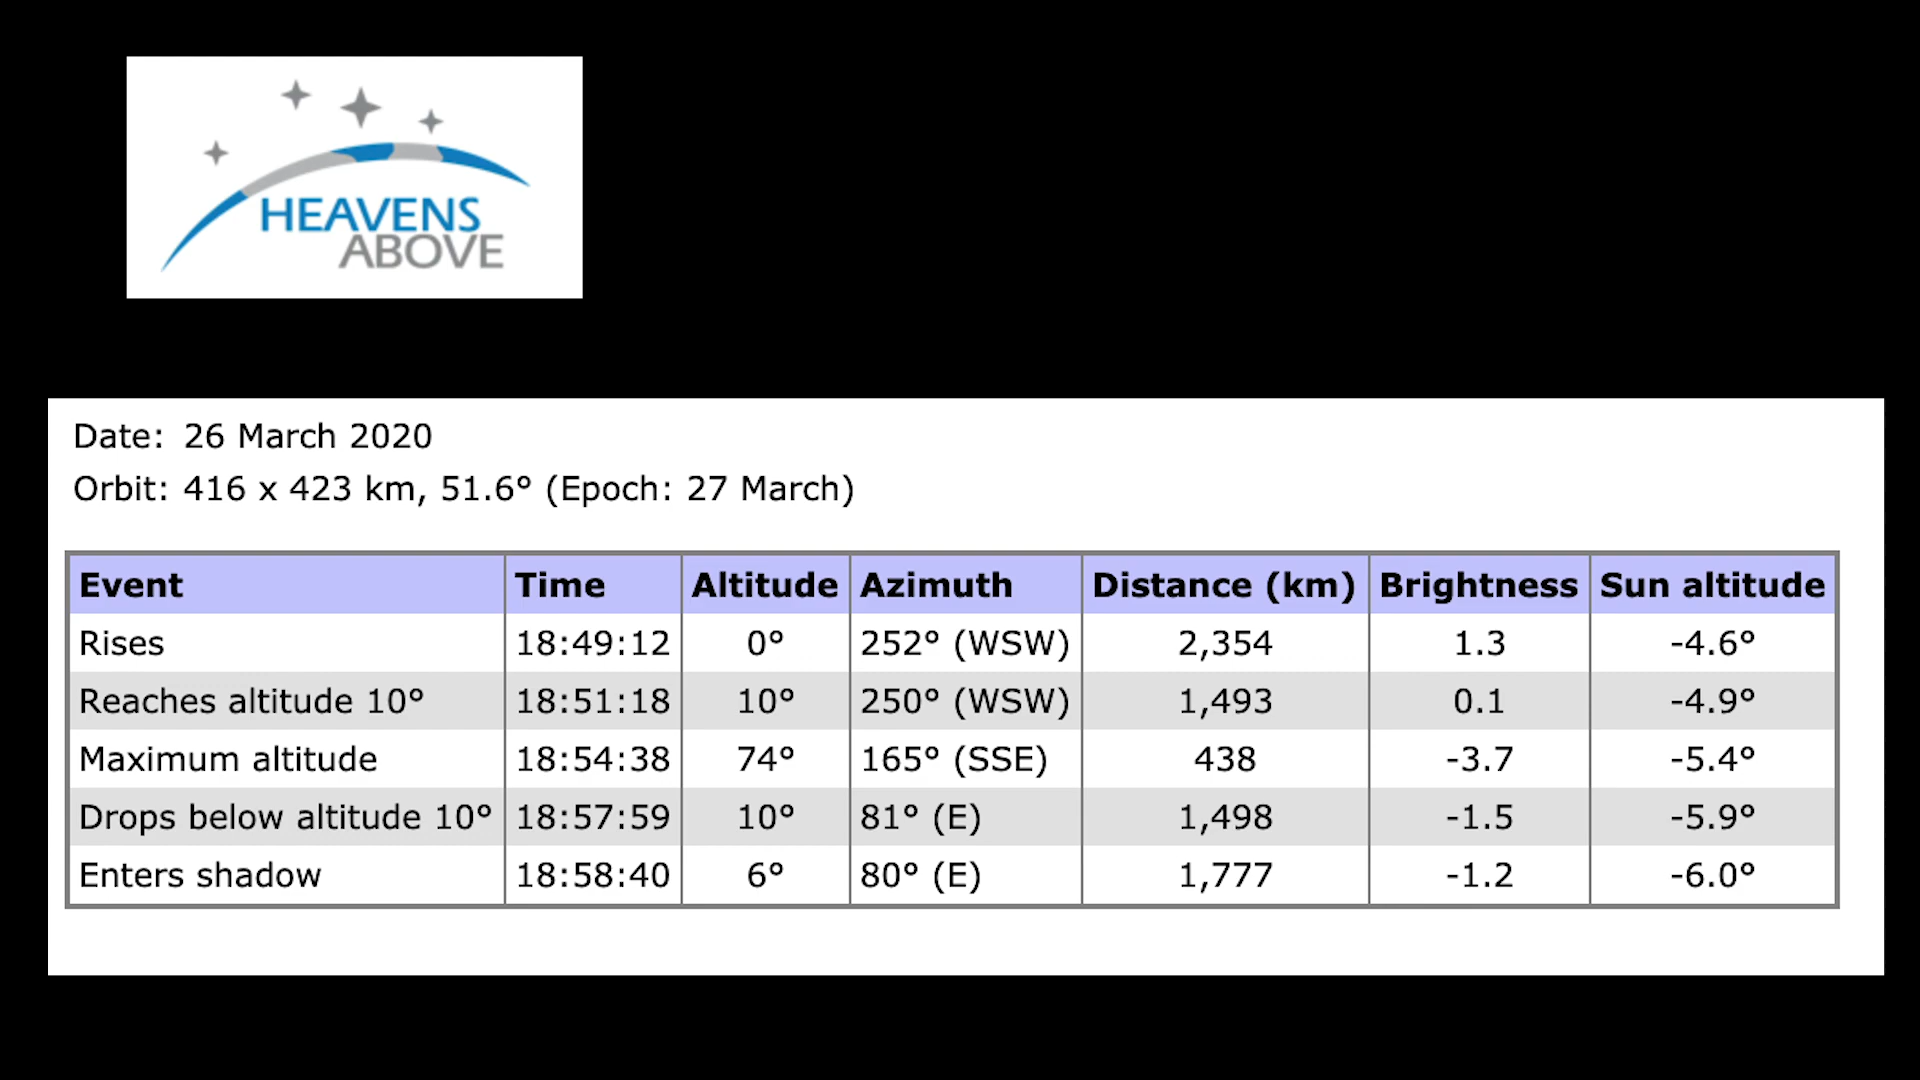 HEAVENS
ABOVE
Date: 26 March 2020
Orbit: 416 x 423 km, 51.6° (Epoch: 27 March)
Event Time Altitude Azimuth Distance (km) Brightness Sun altitude
Rises 18:49:12 0° 252° (WSW) 2,354 1.3 -4.6°
Reaches altitude 10° 18:51:18 10° 250° (WSW) 1,493 0.1 -4.9°
Maximum altitude 18:54:38 74° 165° (SSE) 438 -3.7 -5.4°
Drops below altitude 10° 18:57:59 10° 81° (E) 1,498 -1.5 -5.9°
Enters shadow 18:58:40 6° 80° (E) 1,777 -1.2 -6.0°